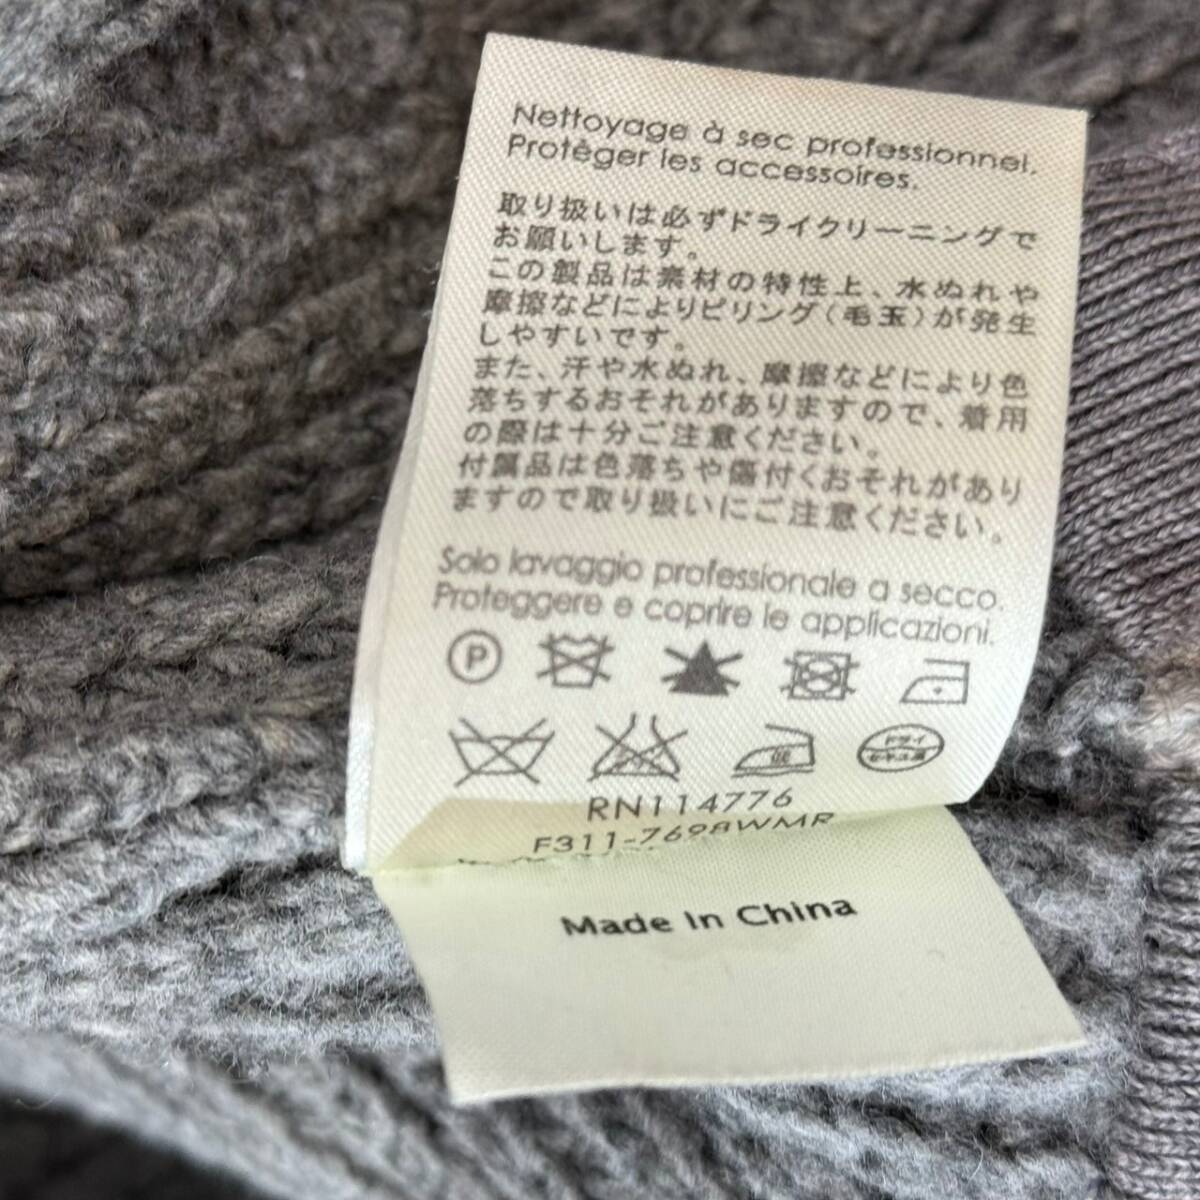 Nettoyage à sec professionnel.
Protèger les accessoires.
取り扱いは必ずドライクリーニングで
お願いします。
この製品は素材の特性上、水ぬれや
摩擦などによりピリング(毛玉)が発生
しやすいです。
また、汗や水ぬれ、摩擦などにより色
落ちするおそれがありますので、着用
の際は十分ご注意ください。
付属品は色落ちや傷付くおそれがあり
ますので取り扱いにご注意ください。
Solo lavaggio professionale a secco.
Proteggere e coprire le applicazioni.
P
低
ドライ
RN114776
F311-7698WMR
Made In China